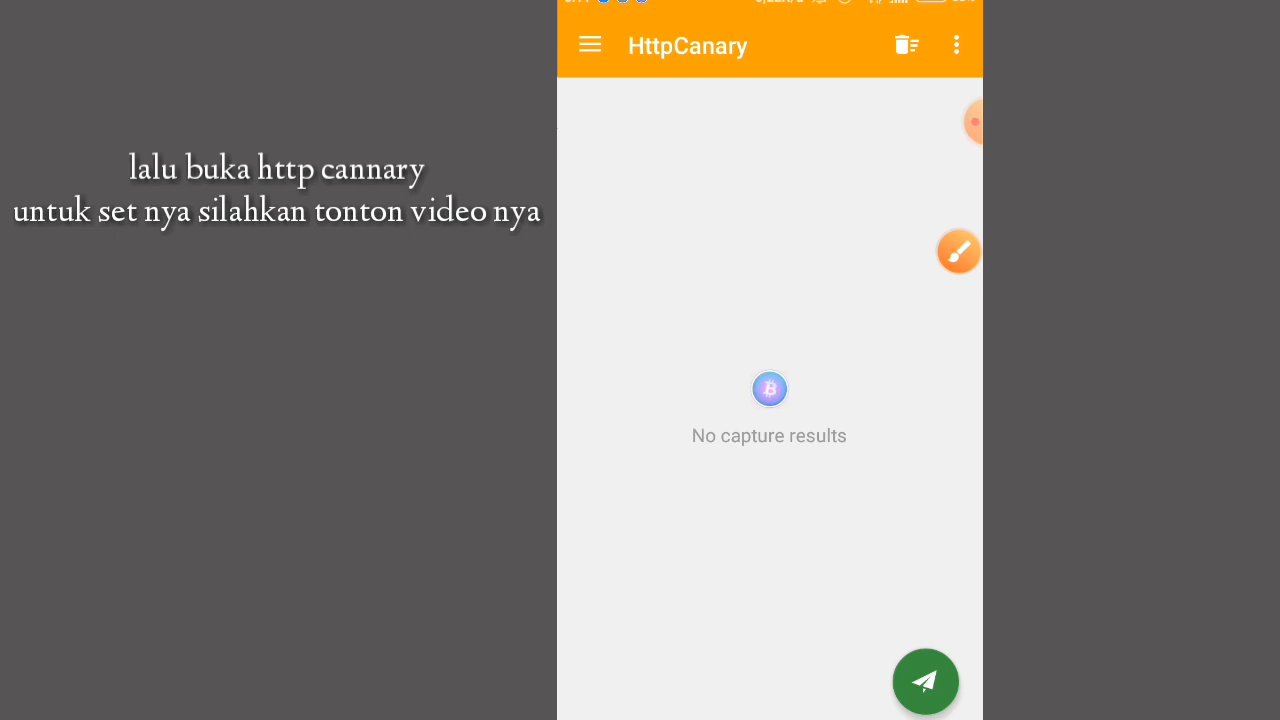 HttpCanary
lalu buka http cannary
untuk set nya silahkan tonton video nya
No capture results